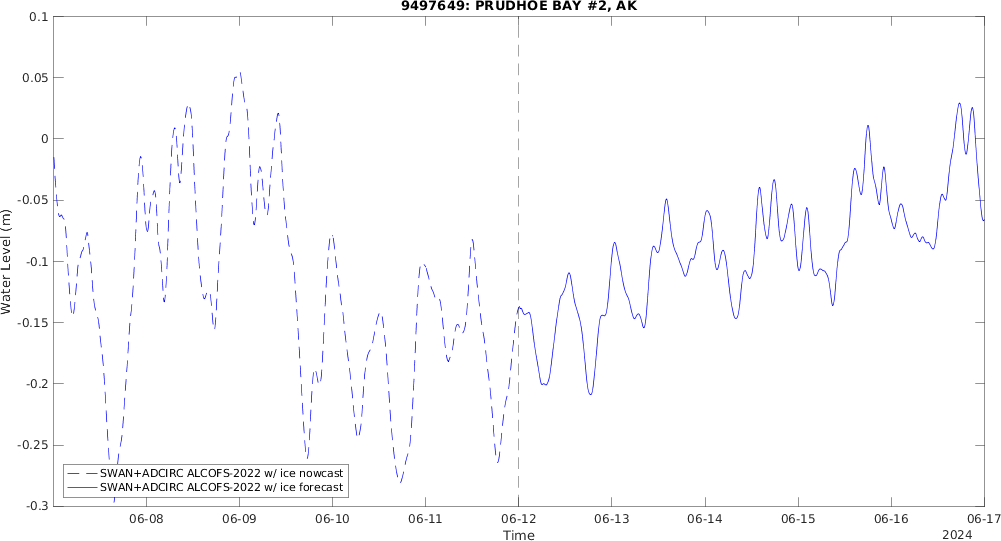 9497649: PRUDHOE BAY #2, AK
0.1
0.05
0
-0.05
-0.1
-0.15
-0.2
-0.25
-0.3
Water Level (m)
SWAN+ADCIRC ALCOFS-2022 w/ ice nowcast
SWAN+ADCIRC ALCOFS-2022 w/ ice forecast
06-08 06-09 06-10 06-11 06-12 06-13 06-14 06-15 06-16 06-17
Time
2024